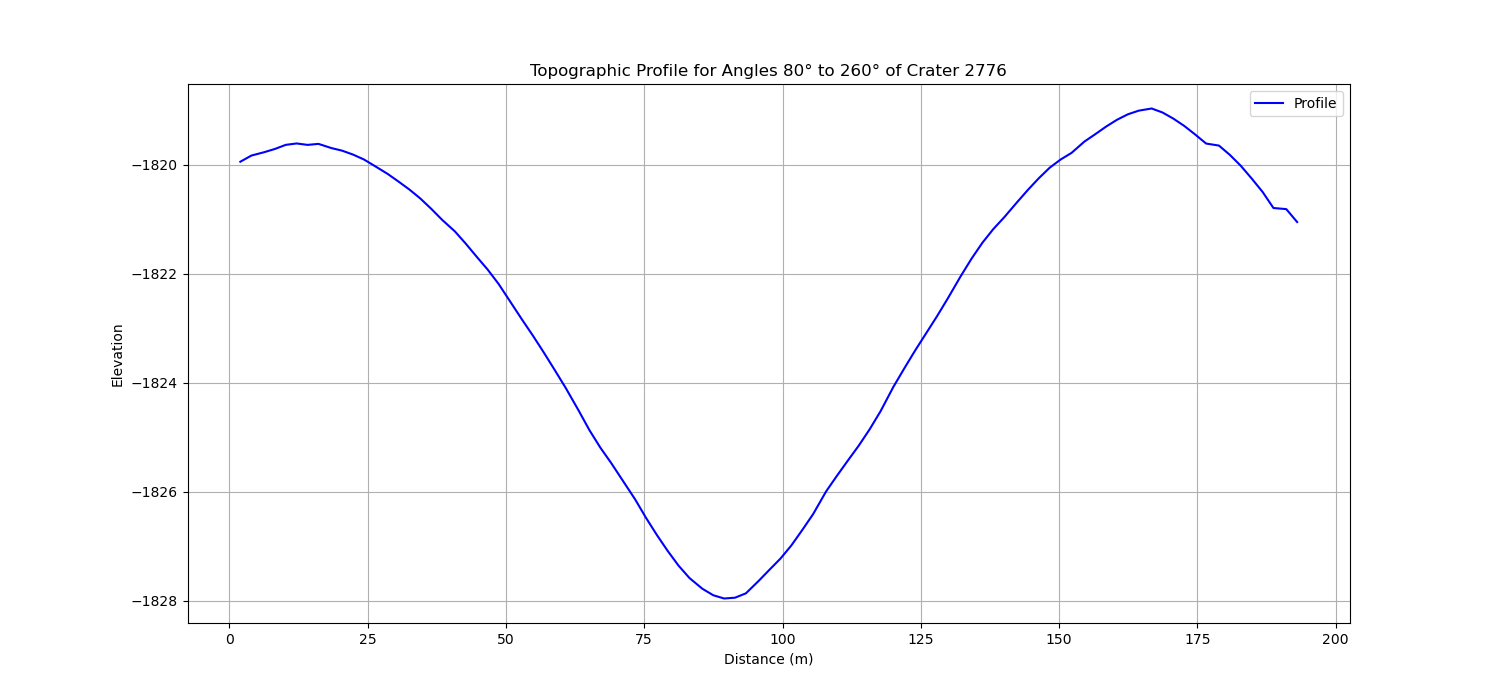 Topographic Profile for Angles 80° to 260° of Crater 2776
Profile
−1820
−1822
−1824
−1826
−1828
Elevation
0 25 50 75 100 125 150 175 200
Distance (m)